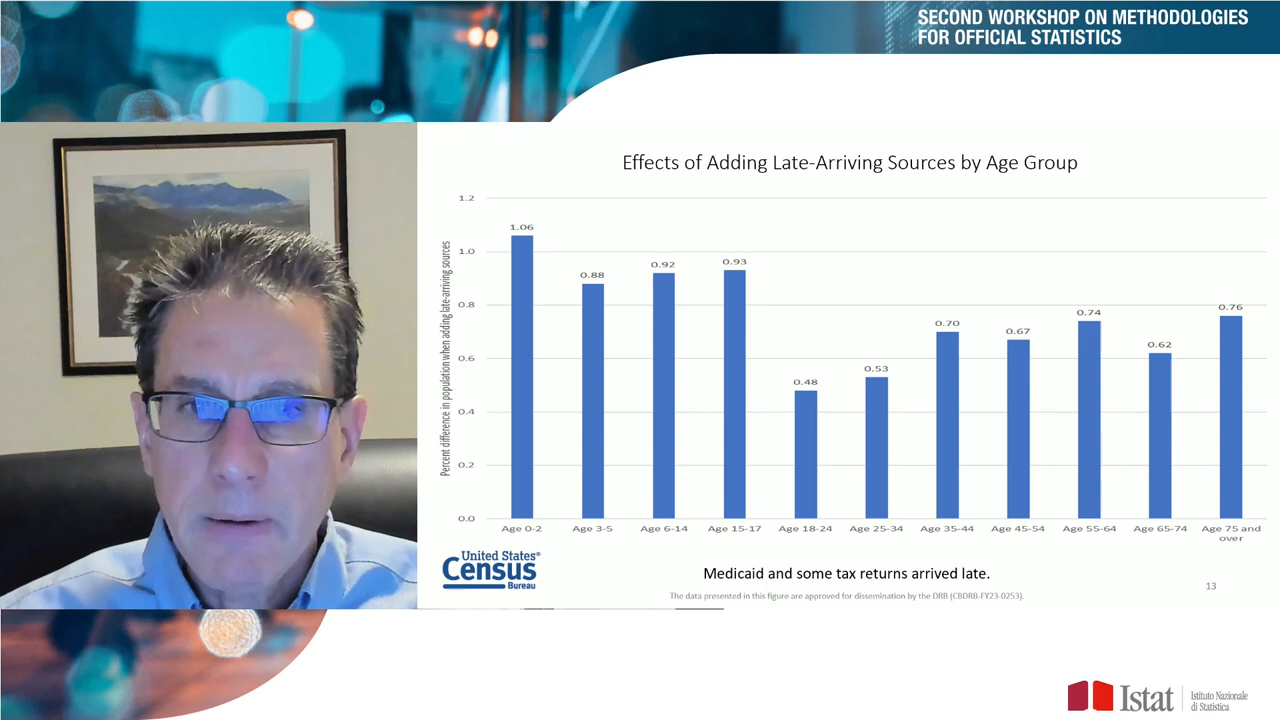 SECOND WORKSHOP ON METHODOLOGIES
FOR OFFICIAL STATISTICS
Effects of Adding Late-Arriving Sources by Age Group
Percent difference in population when adding late-arriving sources
1.2
1.0
0.8
0.6
0.4
0.2
0.0
1.06
0.88
0.92
0.93
0.48
0.53
0.70
0.67
0.74
0.62
0.76
Age 0-2
Age 3-5
Age 6-14
Age 15-17
Age 18-24
Age 25-34
Age 35-44
Age 45-54
Age 55-64
Age 65-74
Age 75 and
over
United States®
Census
Bureau
Medicaid and some tax returns arrived late.
The data presented in this figure are approved for dissemination by the DRB (CBDRB-FY23-0253).
13
Istat
Istituto Nazionale
di Statistica